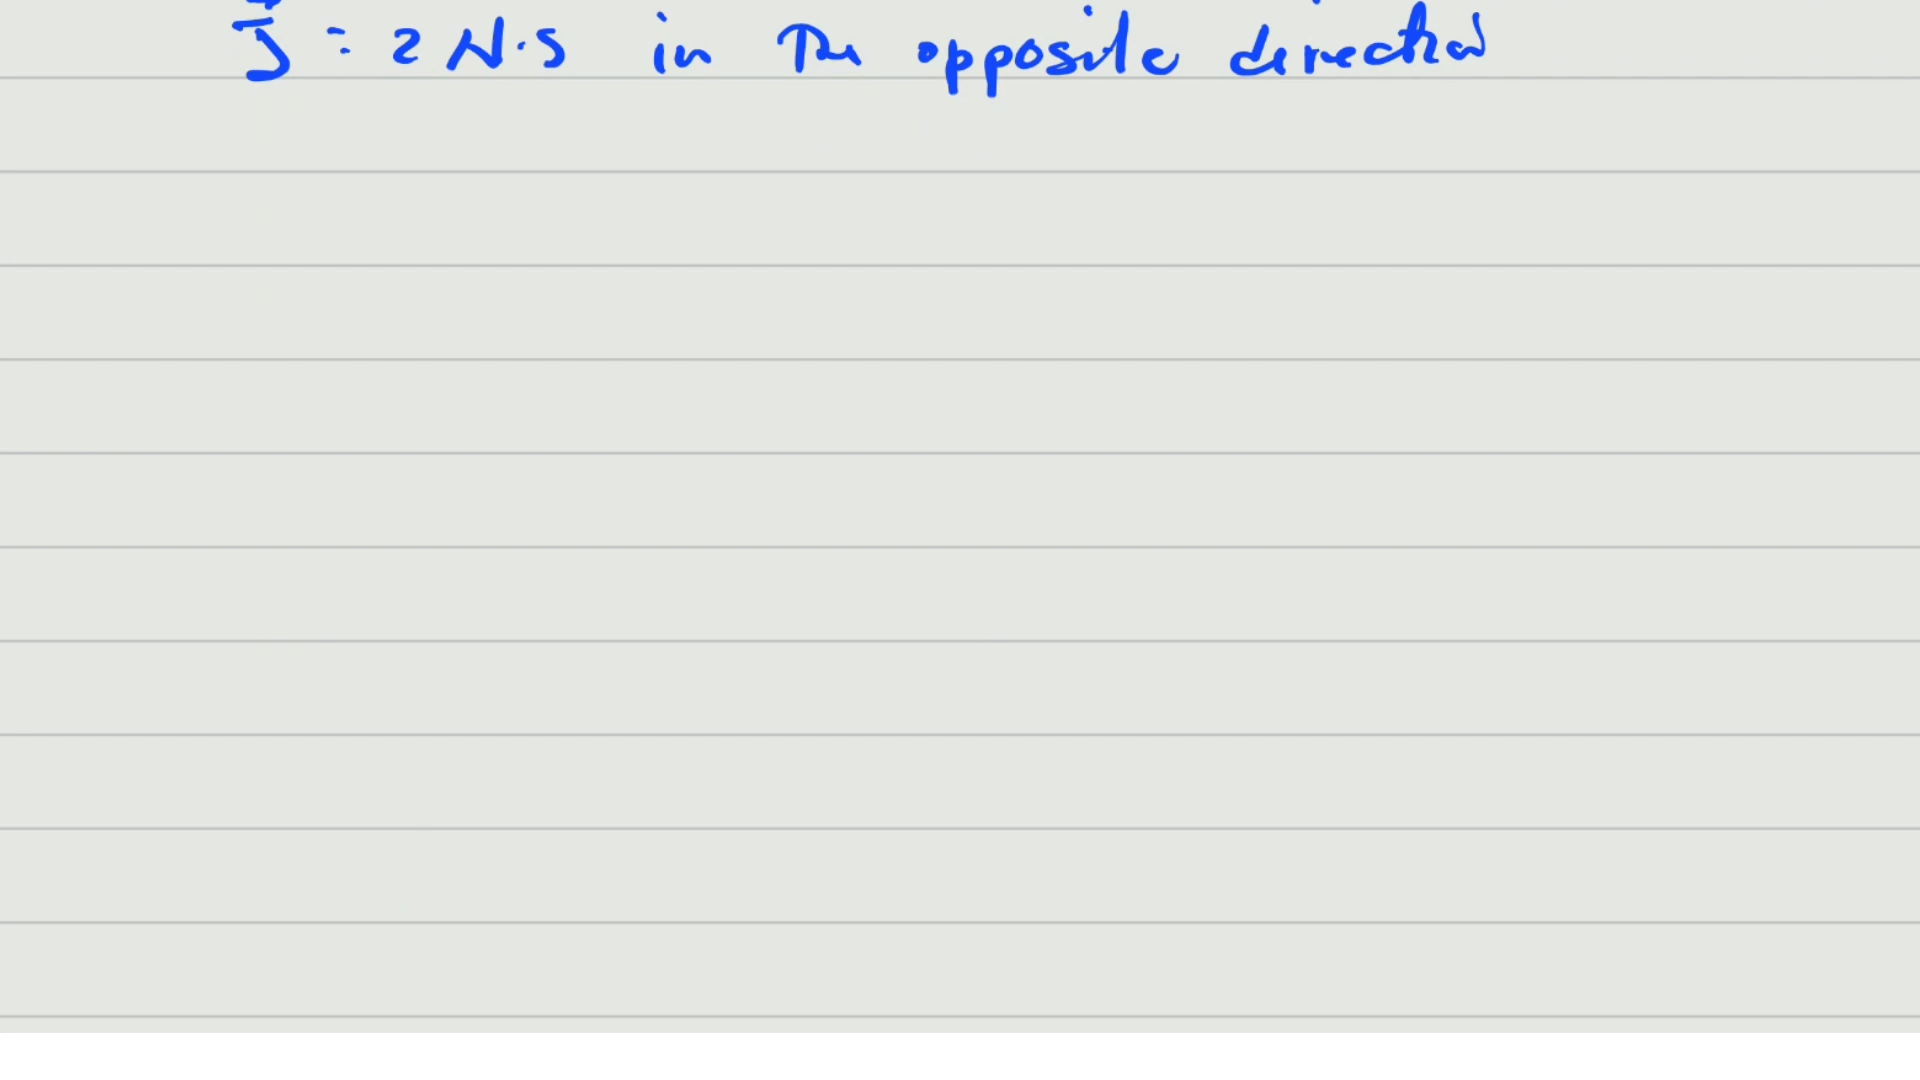 J = 2 N·s in the opposite direction